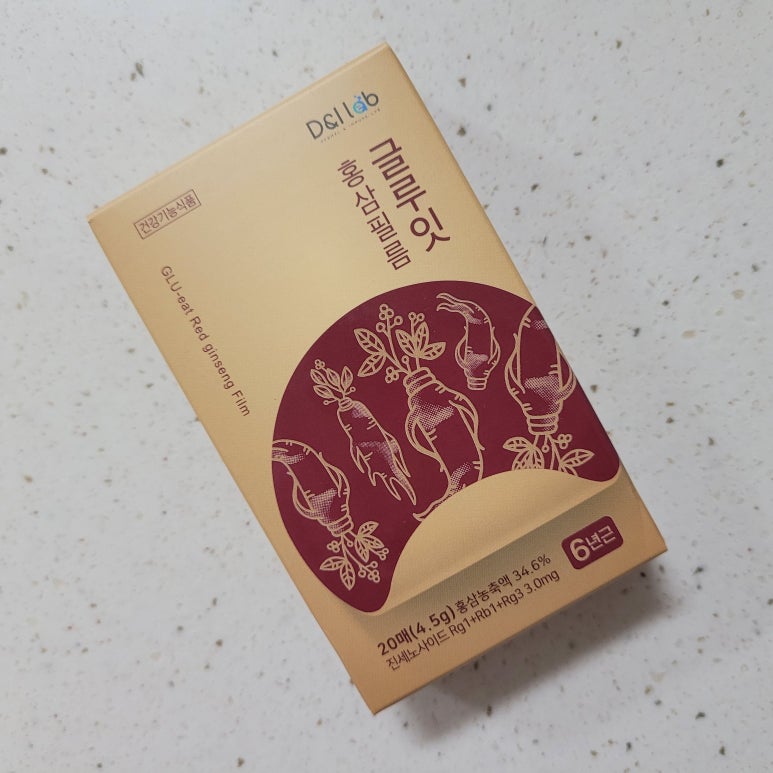 D&I lab
글루잇
홍삼필름
건강기능식품
GLU-eat Red ginseng Film
6년근
20매(4.5g) 홍삼농축액 34.6%
진세노사이드 Rg1+Rb1+Rg3 3.0mg